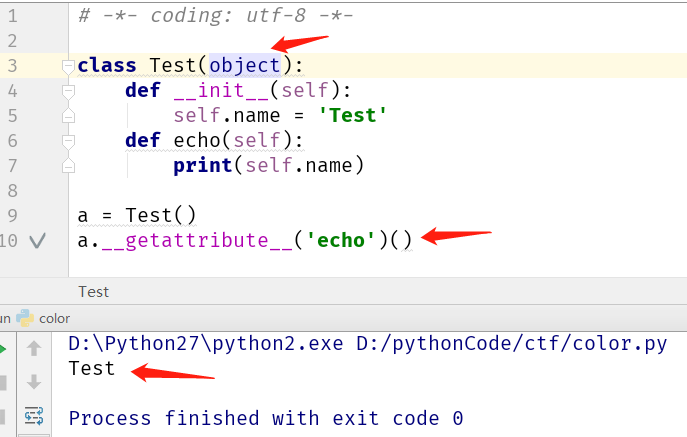 1 # -*- coding: utf-8 -*-
2
3 class Test(object):
4 def __init__(self):
5 self.name = 'Test'
6 def echo(self):
7 print(self.name)
8
9 a = Test()
10 a.__getattribute__('echo')()
Test
un color
D:\Python27\python2.exe D:/pythonCode/ctf/color.py
Test
Process finished with exit code 0